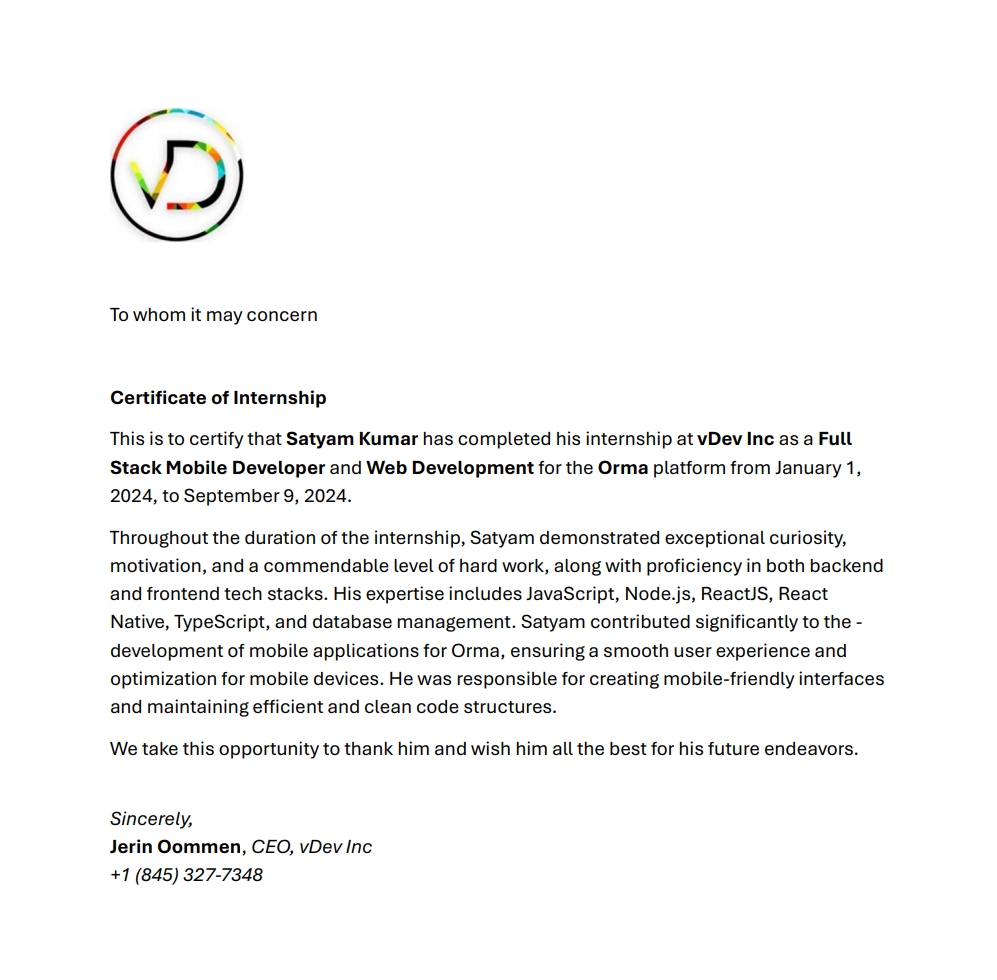 vD
To whom it may concern
Certificate of Internship
This is to certify that Satyam Kumar has completed his internship at vDev Inc as a Full
Stack Mobile Developer and Web Development for the Orma platform from January 1,
2024, to September 9, 2024.
Throughout the duration of the internship, Satyam demonstrated exceptional curiosity,
motivation, and a commendable level of hard work, along with proficiency in both backend
and frontend tech stacks. His expertise includes JavaScript, Node.js, ReactJS, React
Native, TypeScript, and database management. Satyam contributed significantly to the -
development of mobile applications for Orma, ensuring a smooth user experience and
optimization for mobile devices. He was responsible for creating mobile-friendly interfaces
and maintaining efficient and clean code structures.
We take this opportunity to thank him and wish him all the best for his future endeavors.
Sincerely,
Jerin Oommen, CEO, vDev Inc
+1 (845) 327-7348